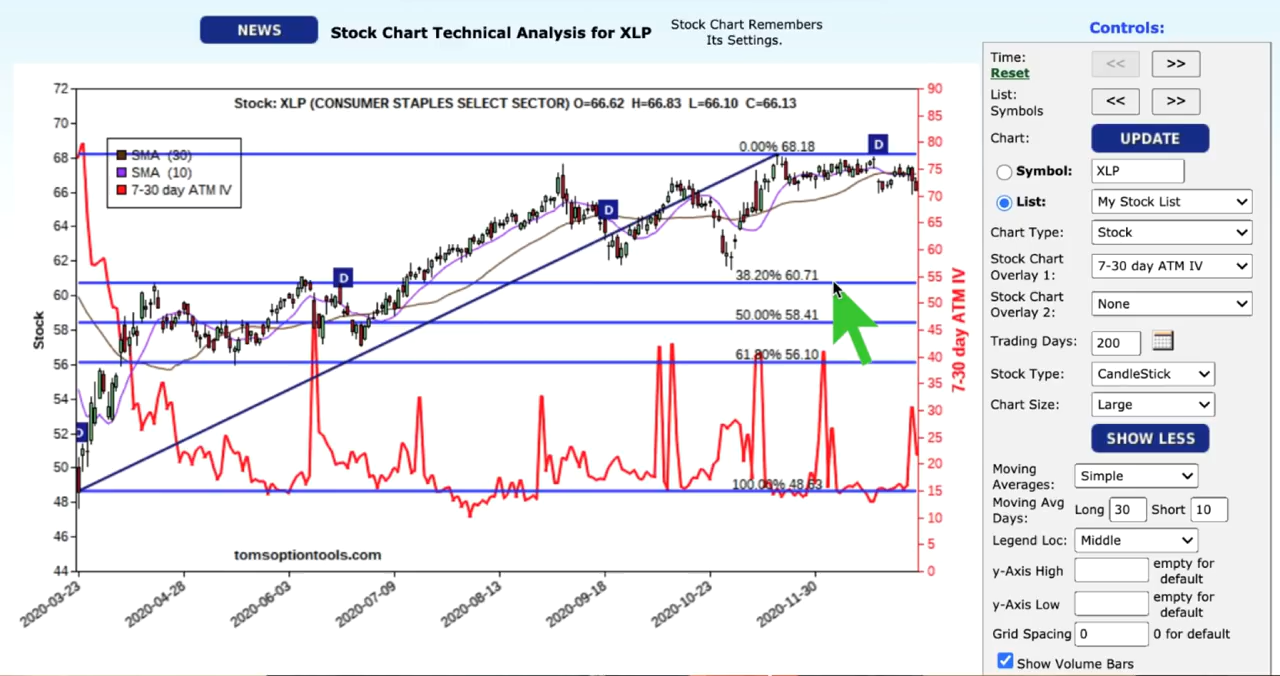 NEWS
Stock Chart Technical Analysis for XLP
Stock Chart Remembers
Its Settings.
Stock: XLP (CONSUMER STAPLES SELECT SECTOR) O=66.62 H=66.83 L=66.10 C=66.13
SMA (30)
SMA (10)
7-30 day ATM IV
72
70
68
66
64
62
60
58
56
54
52
50
48
46
44
Stock
90
85
80
75
70
65
60
55
50
45
40
35
30
25
20
15
10
5
0
7-30 day ATM IV
0.00% 68.18
38.20% 60.71
50.00% 58.41
61.80% 56.10
100.00% 48.63
D
D
D
D
D
tomsoptiontools.com
2020-03-23
2020-04-28
2020-06-03
2020-07-09
2020-08-13
2020-09-18
2020-10-23
2020-11-30
Controls:
Time:
Reset
<< >>
List:
Symbols
<< >>
Chart:
UPDATE
Symbol: XLP
List: My Stock List
Chart Type: Stock
Stock Chart
Overlay 1:
7-30 day ATM IV
Stock Chart
Overlay 2:
None
Trading Days: 200
Stock Type: CandleStick
Chart Size: Large
SHOW LESS
Moving
Averages:
Simple
Moving Avg
Days:
Long 30 Short 10
Legend Loc: Middle
y-Axis High
empty for
default
y-Axis Low
empty for
default
Grid Spacing 0 0 for default
Show Volume Bars